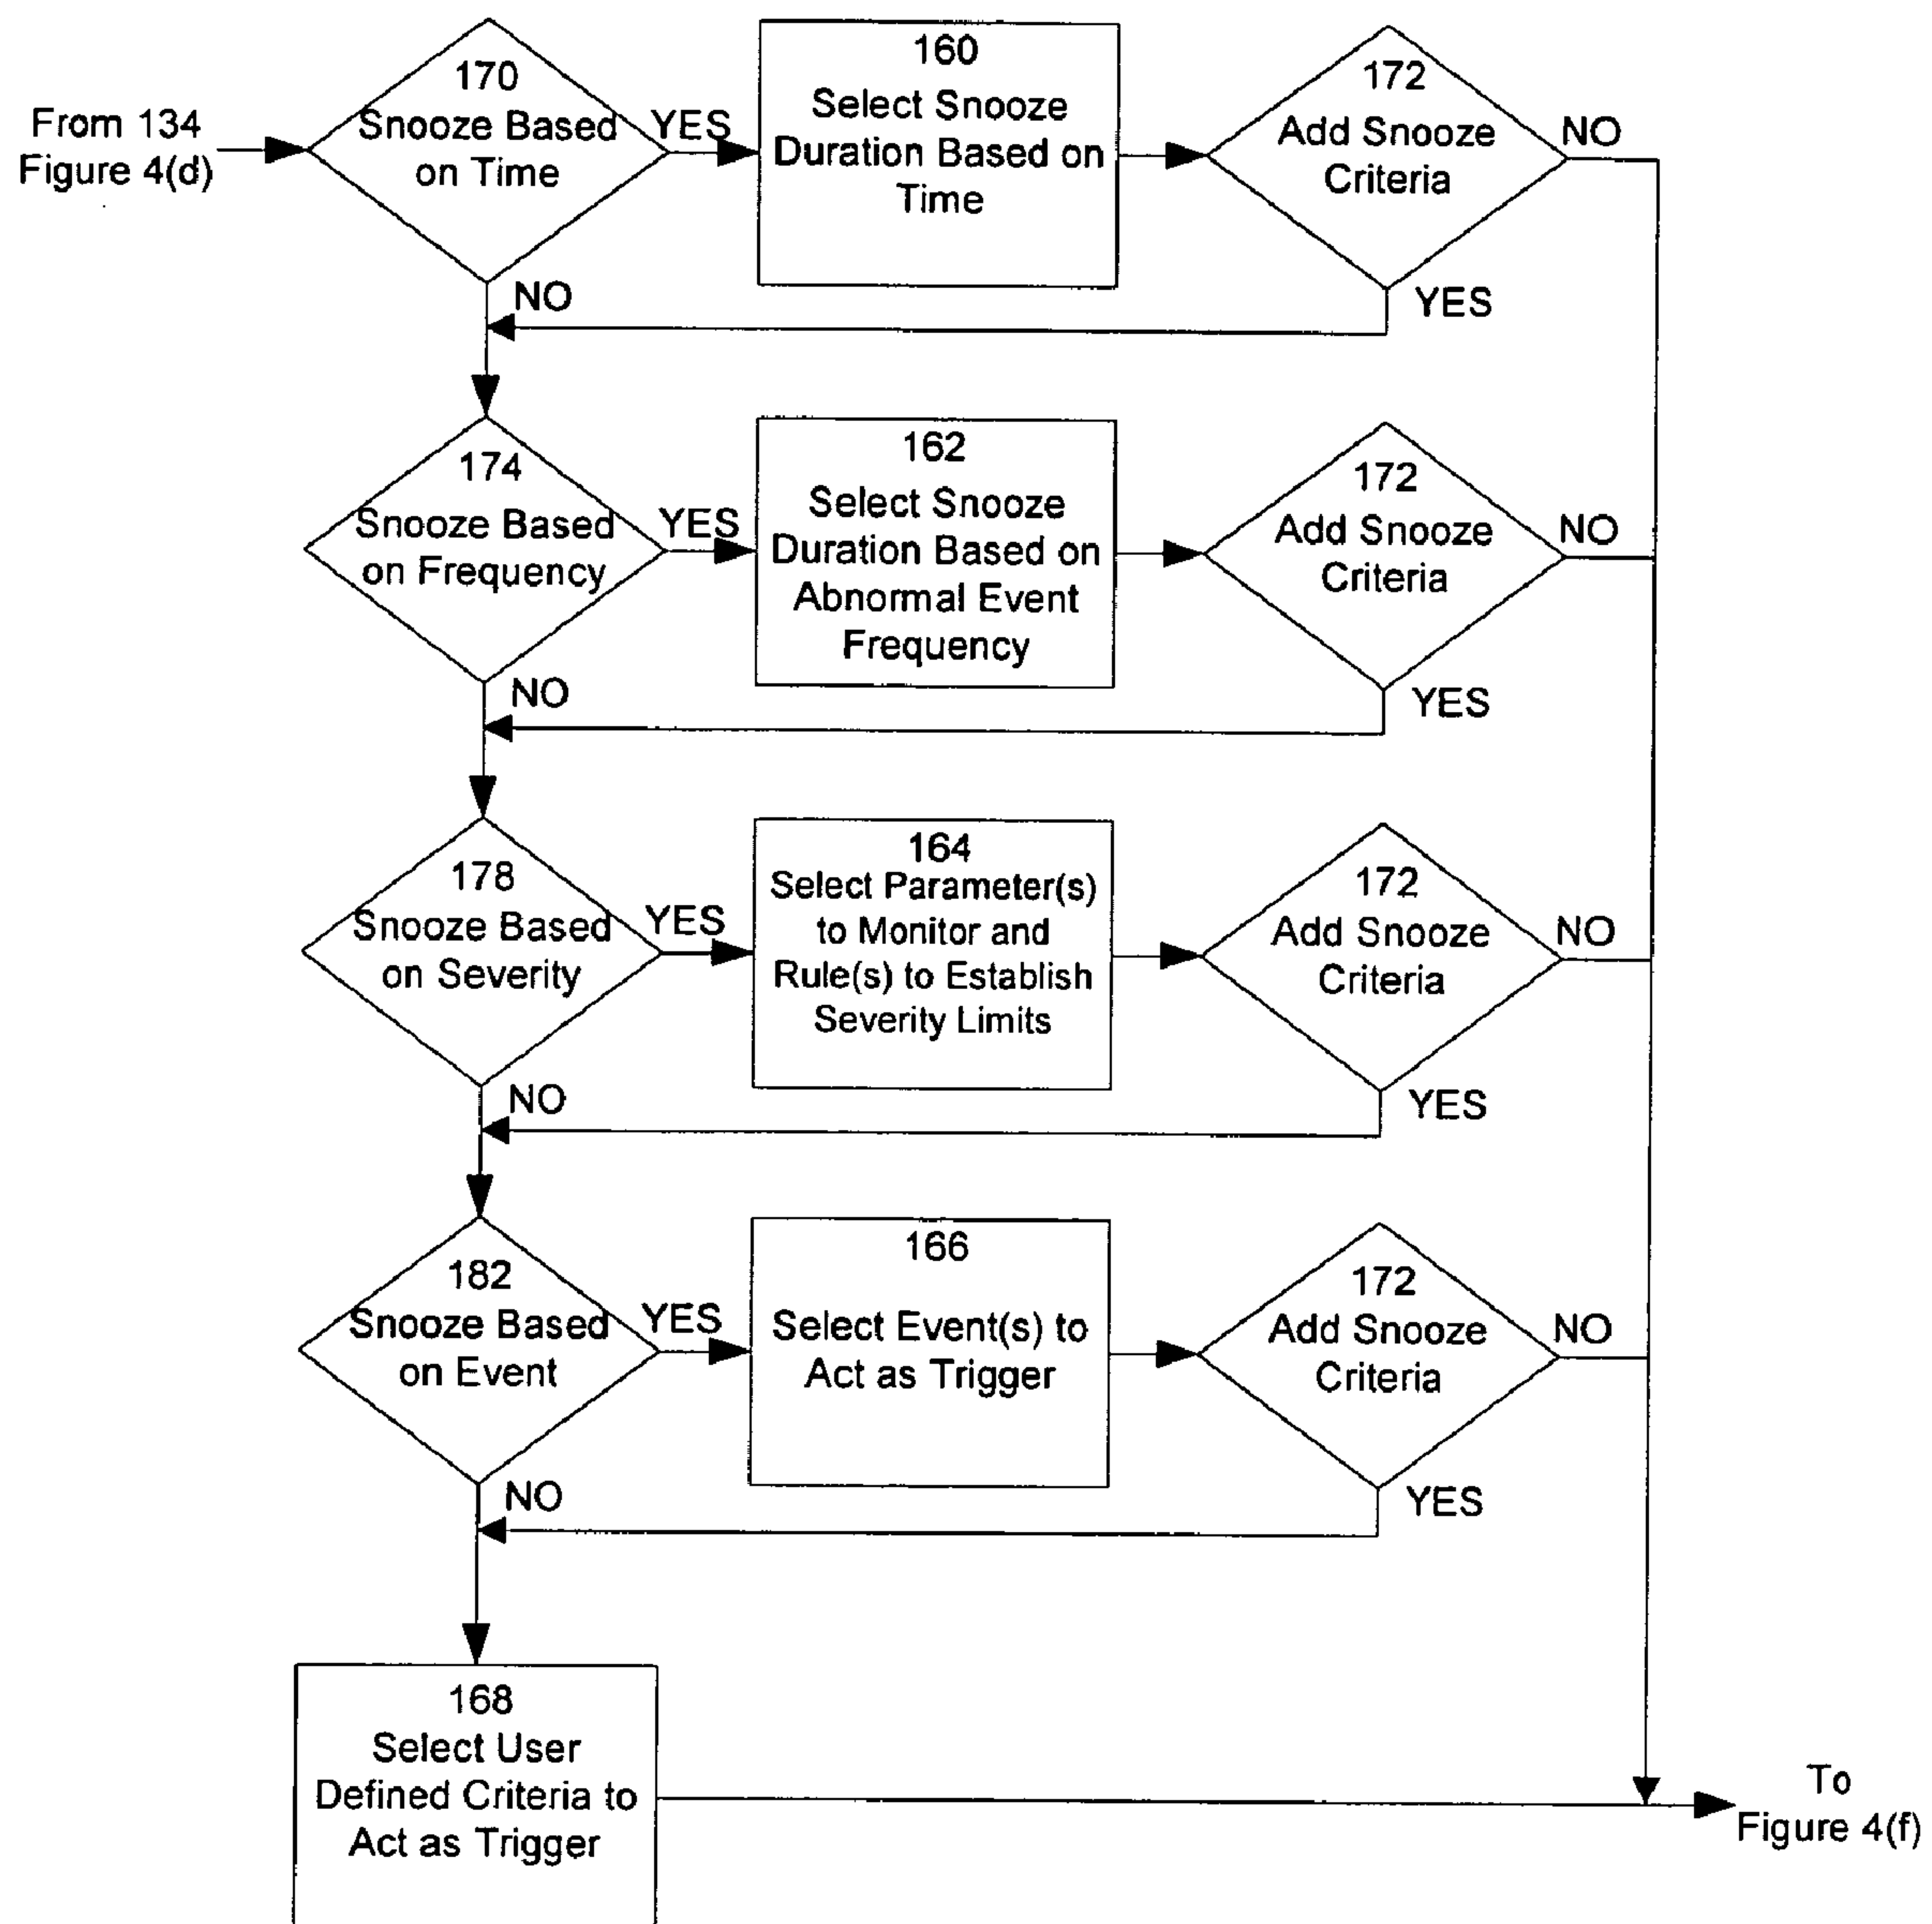 From 134
Figure 4(d)
170
Snooze Based
on Time
YES
NO
160
Select Snooze
Duration Based on
Time
172
Add Snooze
Criteria
NO
YES
174
Snooze Based
on Frequency
YES
NO
162
Select Snooze
Duration Based on
Abnormal Event
Frequency
172
Add Snooze
Criteria
NO
YES
178
Snooze Based
on Severity
YES
NO
164
Select Parameter(s)
to Monitor and
Rule(s) to Establish
Severity Limits
172
Add Snooze
Criteria
NO
YES
182
Snooze Based
on Event
YES
NO
166
Select Event(s) to
Act as Trigger
172
Add Snooze
Criteria
NO
YES
168
Select User
Defined Criteria to
Act as Trigger
To
Figure 4(f)